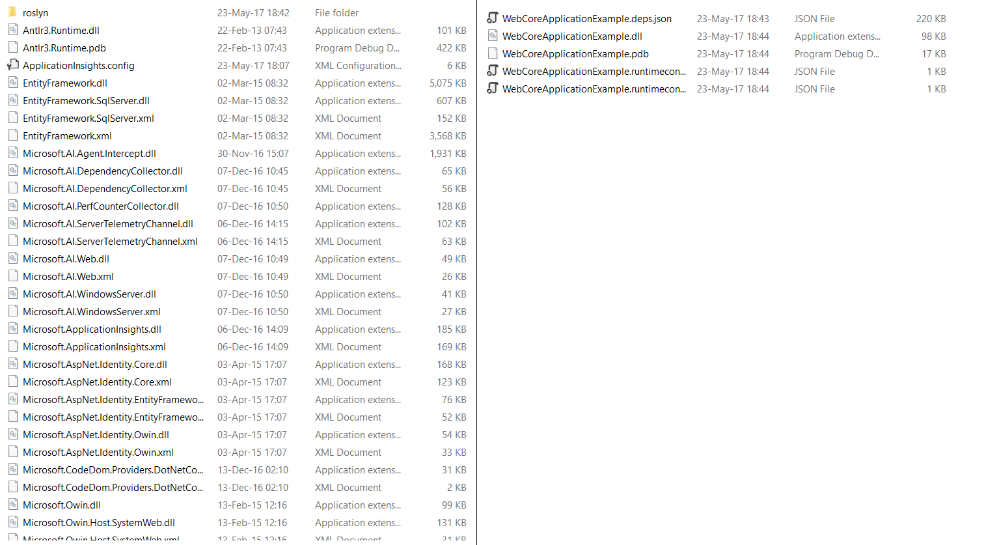 roslyn 23-May-17 18:42 File folder
Antlr3.Runtime.dll 22-Feb-13 07:43 Application extens... 101 KB
Antlr3.Runtime.pdb 22-Feb-13 07:43 Program Debug D... 422 KB
ApplicationInsights.config 23-May-17 18:07 XML Configuration... 6 KB
EntityFramework.dll 02-Mar-15 08:32 Application extens... 5,075 KB
EntityFramework.SqlServer.dll 02-Mar-15 08:32 Application extens... 607 KB
EntityFramework.SqlServer.xml 02-Mar-15 08:32 XML Document 152 KB
EntityFramework.xml 02-Mar-15 08:32 XML Document 3,568 KB
Microsoft.AI.Agent.Intercept.dll 30-Nov-16 15:07 Application extens... 1,931 KB
Microsoft.AI.DependencyCollector.dll 07-Dec-16 10:45 Application extens... 65 KB
Microsoft.AI.DependencyCollector.xml 07-Dec-16 10:45 XML Document 56 KB
Microsoft.AI.PerfCounterCollector.dll 07-Dec-16 10:50 Application extens... 128 KB
Microsoft.AI.ServerTelemetryChannel.dll 06-Dec-16 14:15 Application extens... 102 KB
Microsoft.AI.ServerTelemetryChannel.xml 06-Dec-16 14:15 XML Document 63 KB
Microsoft.AI.Web.dll 07-Dec-16 10:49 Application extens... 49 KB
Microsoft.AI.Web.xml 07-Dec-16 10:49 XML Document 26 KB
Microsoft.AI.WindowsServer.dll 07-Dec-16 10:50 Application extens... 41 KB
Microsoft.AI.WindowsServer.xml 07-Dec-16 10:50 XML Document 27 KB
Microsoft.ApplicationInsights.dll 06-Dec-16 14:09 Application extens... 185 KB
Microsoft.ApplicationInsights.xml 06-Dec-16 14:09 XML Document 169 KB
Microsoft.AspNet.Identity.Core.dll 03-Apr-15 17:07 Application extens... 168 KB
Microsoft.AspNet.Identity.Core.xml 03-Apr-15 17:07 XML Document 123 KB
Microsoft.AspNet.Identity.EntityFramewo... 03-Apr-15 17:07 Application extens... 76 KB
Microsoft.AspNet.Identity.EntityFramewo... 03-Apr-15 17:07 XML Document 52 KB
Microsoft.AspNet.Identity.Owin.dll 03-Apr-15 17:07 Application extens... 54 KB
Microsoft.AspNet.Identity.Owin.xml 03-Apr-15 17:07 XML Document 33 KB
Microsoft.CodeDom.Providers.DotNetCo... 13-Dec-16 02:10 Application extens... 31 KB
Microsoft.CodeDom.Providers.DotNetCo... 13-Dec-16 02:10 XML Document 2 KB
Microsoft.Owin.dll 13-Feb-15 12:16 Application extens... 99 KB
Microsoft.Owin.Host.SystemWeb.dll 13-Feb-15 12:16 Application extens... 131 KB
Microsoft.Owin.Host.SystemWeb.xml 13-Feb-15 12:16 XML Document 31 KB
WebCoreApplicationExample.deps.json 23-May-17 18:43 JSON File 220 KB
WebCoreApplicationExample.dll 23-May-17 18:44 Application extens... 98 KB
WebCoreApplicationExample.pdb 23-May-17 18:44 Program Debug D... 17 KB
WebCoreApplicationExample.runtimecon... 23-May-17 18:44 JSON File 1 KB
WebCoreApplicationExample.runtimecon... 23-May-17 18:44 JSON File 1 KB